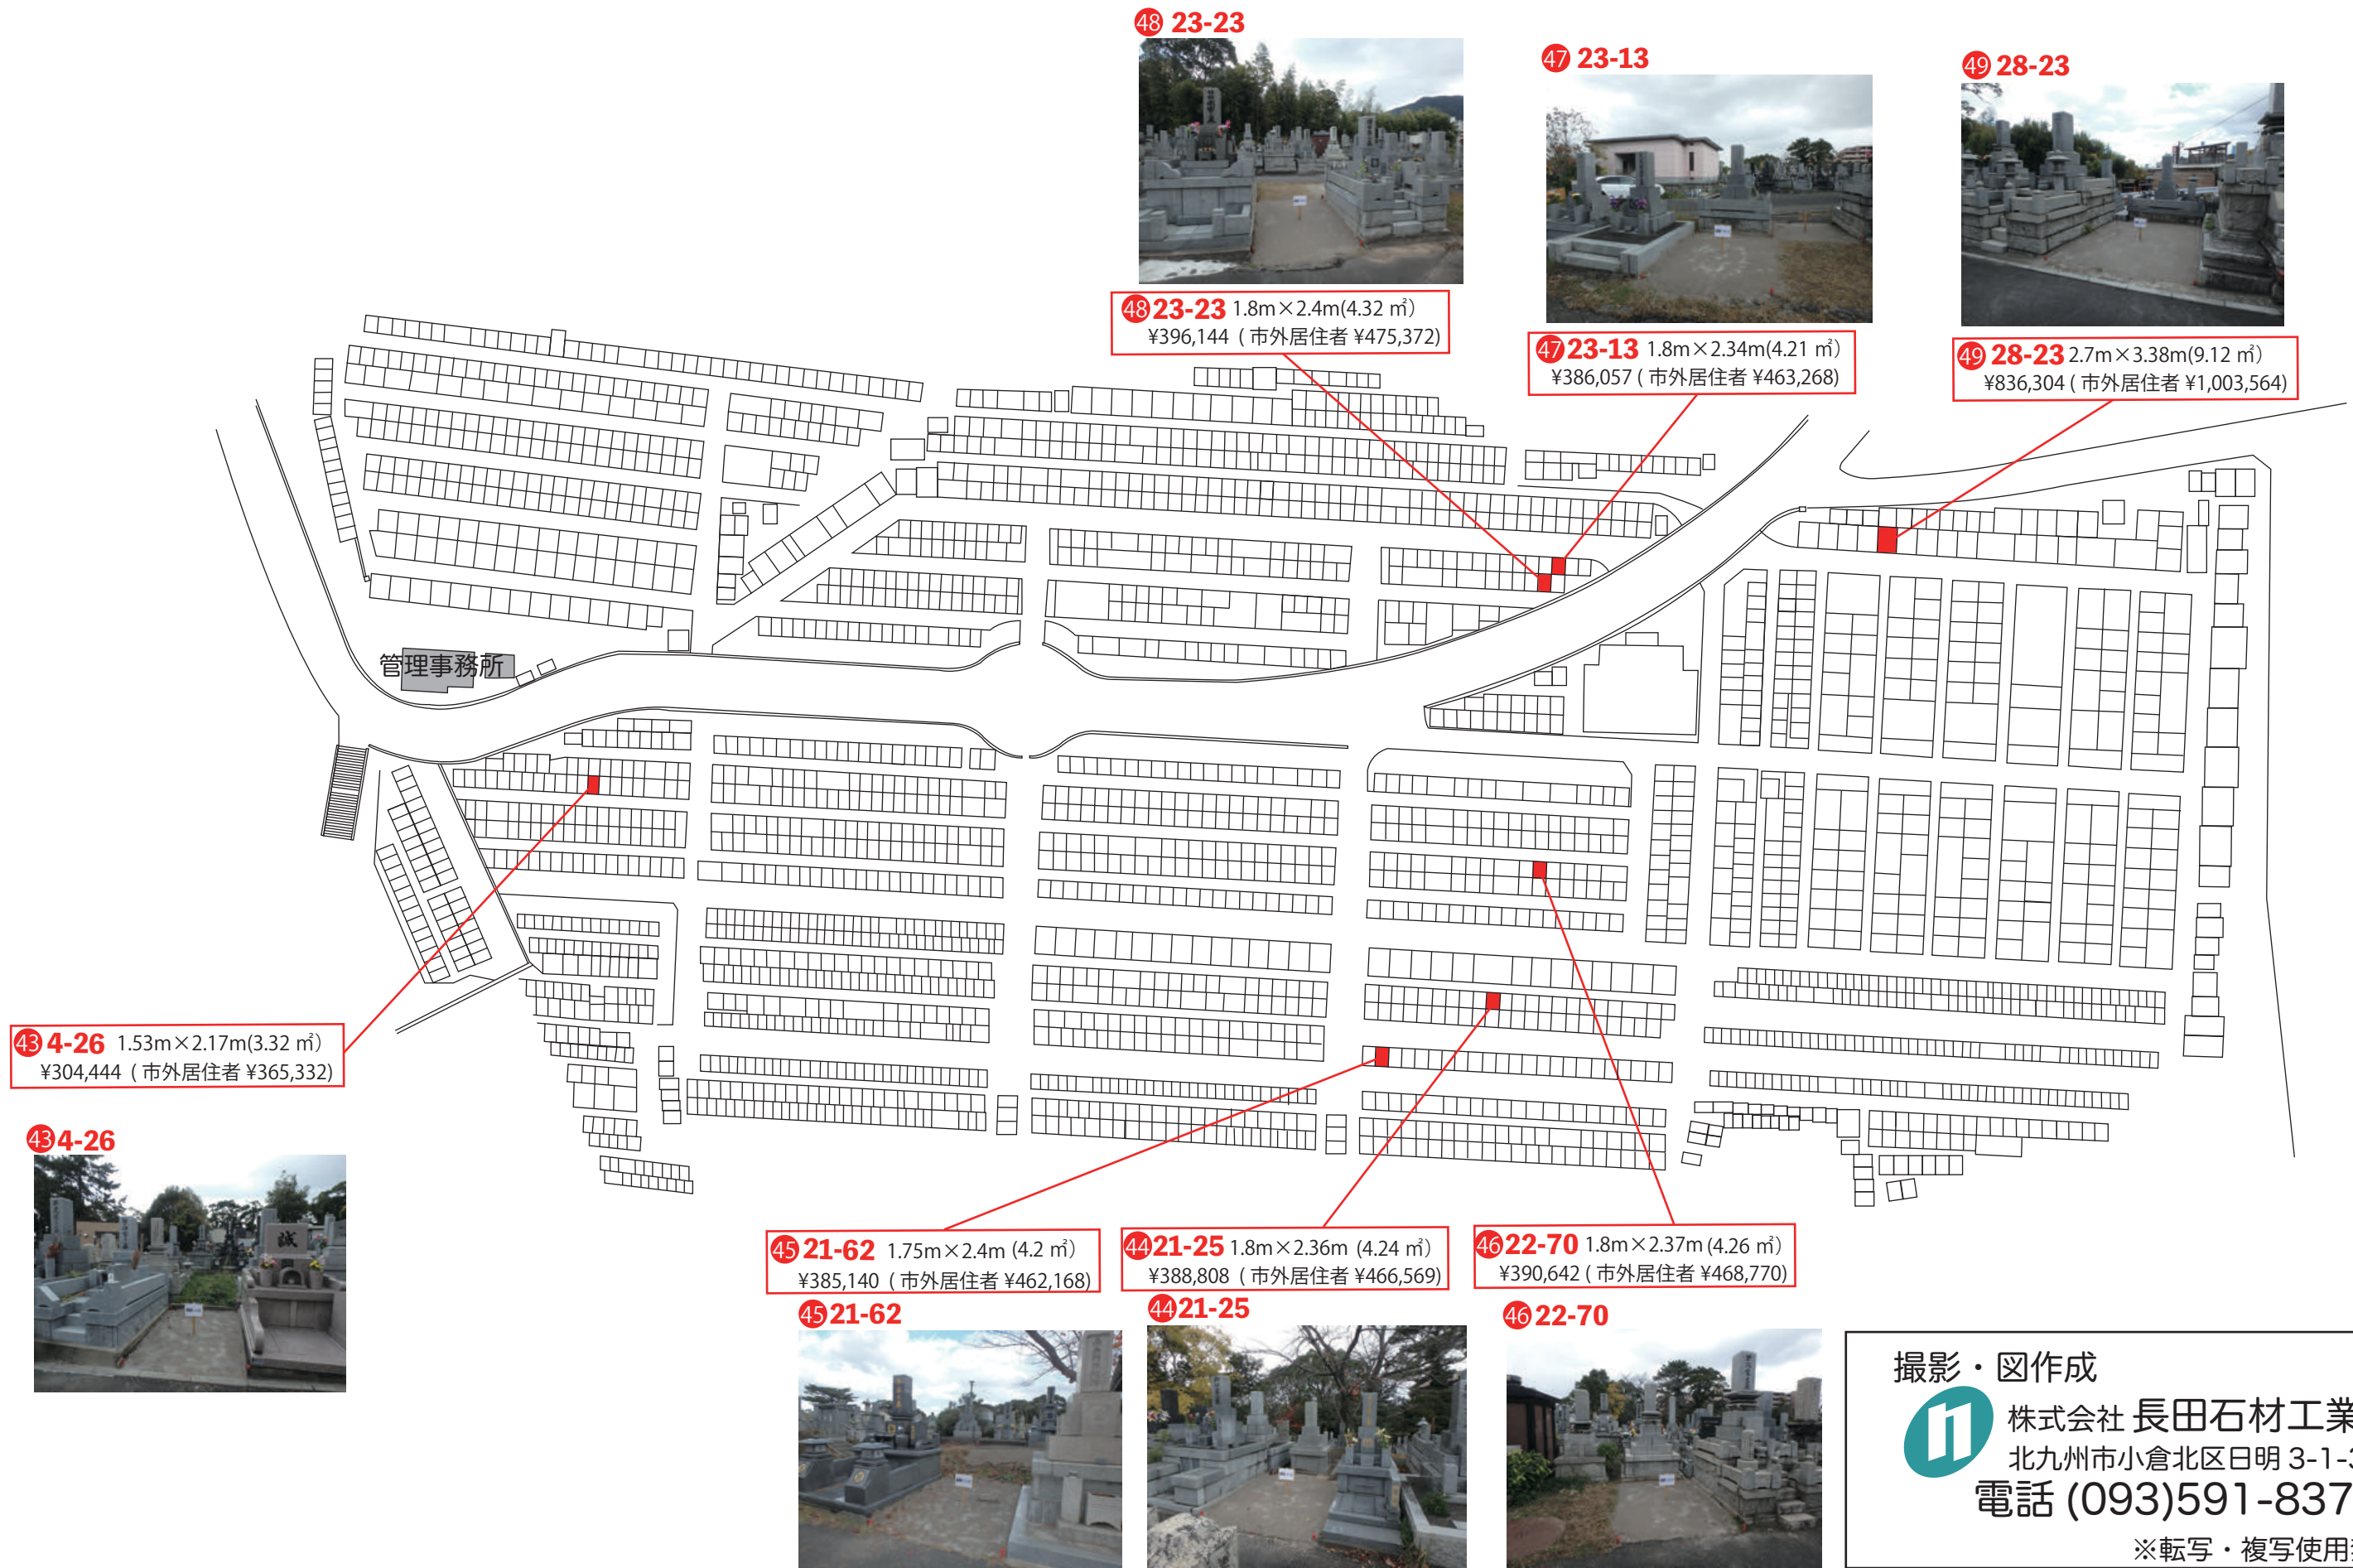 ㊽ 23-23
㊼ 23-13
㊾ 28-23
㊽ 23-23 1.8m×2.4m(4.32 ㎡)
¥396,144 ( 市外居住者 ¥475,372)
㊼ 23-13 1.8m×2.34m(4.21 ㎡)
¥386,057 ( 市外居住者 ¥463,268)
㊾ 28-23 2.7m×3.38m(9.12 ㎡)
¥836,304 ( 市外居住者 ¥1,003,564)
管理事務所
㊸ 4-26 1.53m×2.17m(3.32 ㎡)
¥304,444 ( 市外居住者 ¥365,332)
㊸ 4-26
誠
㊺ 21-62 1.75m×2.4m (4.2 ㎡)
¥385,140 ( 市外居住者 ¥462,168)
㊹ 21-25 1.8m×2.36m (4.24 ㎡)
¥388,808 ( 市外居住者 ¥466,569)
㊻ 22-70 1.8m×2.37m (4.26 ㎡)
¥390,642 ( 市外居住者 ¥468,770)
㊺ 21-62
㊹ 21-25
㊻ 22-70
撮影・図作成
株式会社 長田石材工業
北九州市小倉北区日明 3-1-3
電話 (093)591-837
※転写・複写使用